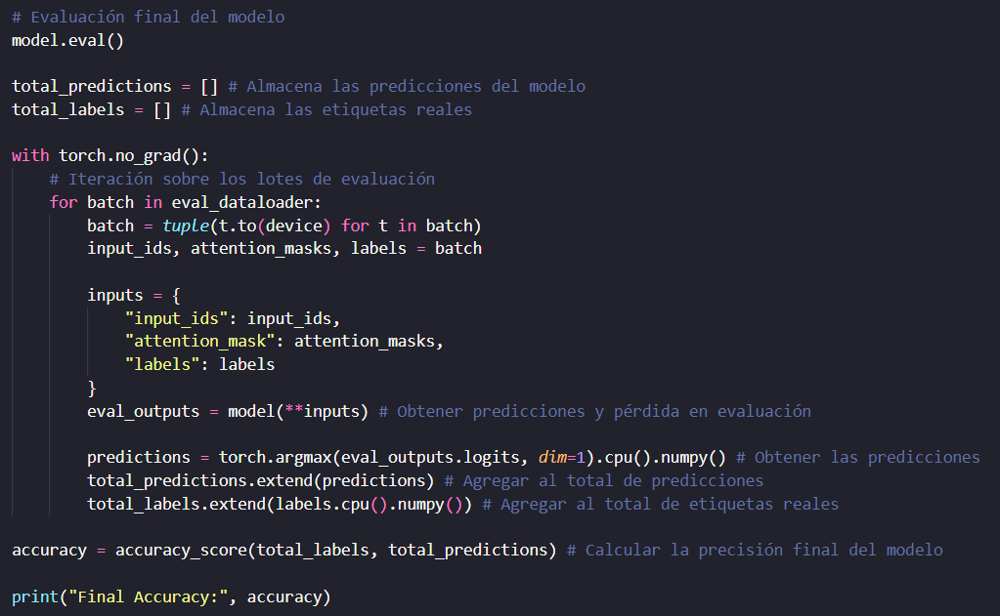 # Evaluación final del modelo
model.eval()
total_predictions = [] # Almacena las predicciones del modelo
total_labels = [] # Almacena las etiquetas reales
with torch.no_grad():
    # Iteración sobre los lotes de evaluación
    for batch in eval_dataloader:
        batch = tuple(t.to(device) for t in batch)
        input_ids, attention_masks, labels = batch
        inputs = {
            "input_ids": input_ids,
            "attention_mask": attention_masks,
            "labels": labels
        }
        eval_outputs = model(**inputs) # Obtener predicciones y pérdida en evaluación
        predictions = torch.argmax(eval_outputs.logits, dim=1).cpu().numpy() # Obtener las predicciones
        total_predictions.extend(predictions) # Agregar al total de predicciones
        total_labels.extend(labels.cpu().numpy()) # Agregar al total de etiquetas reales
accuracy = accuracy_score(total_labels, total_predictions) # Calcular la precisión final del modelo
print("Final Accuracy:", accuracy)